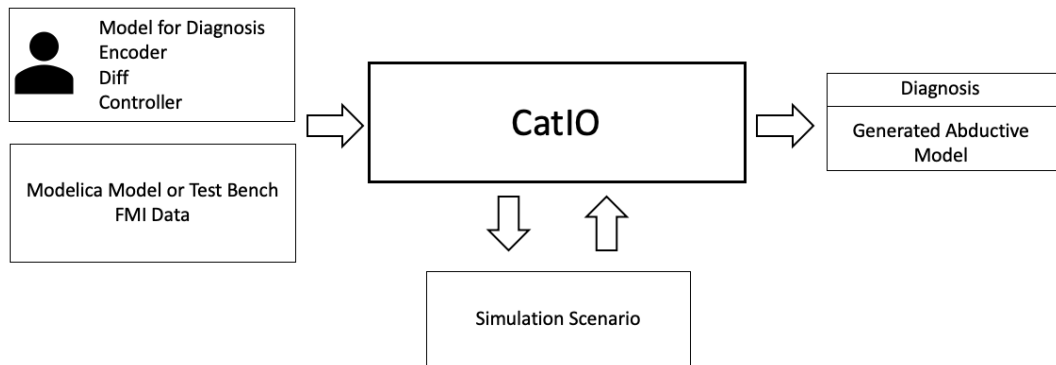 Model for Diagnosis
Encoder
Diff
Controller
Modelica Model or Test Bench
FMI Data
CatIO
Simulation Scenario
Diagnosis
Generated Abductive
Model